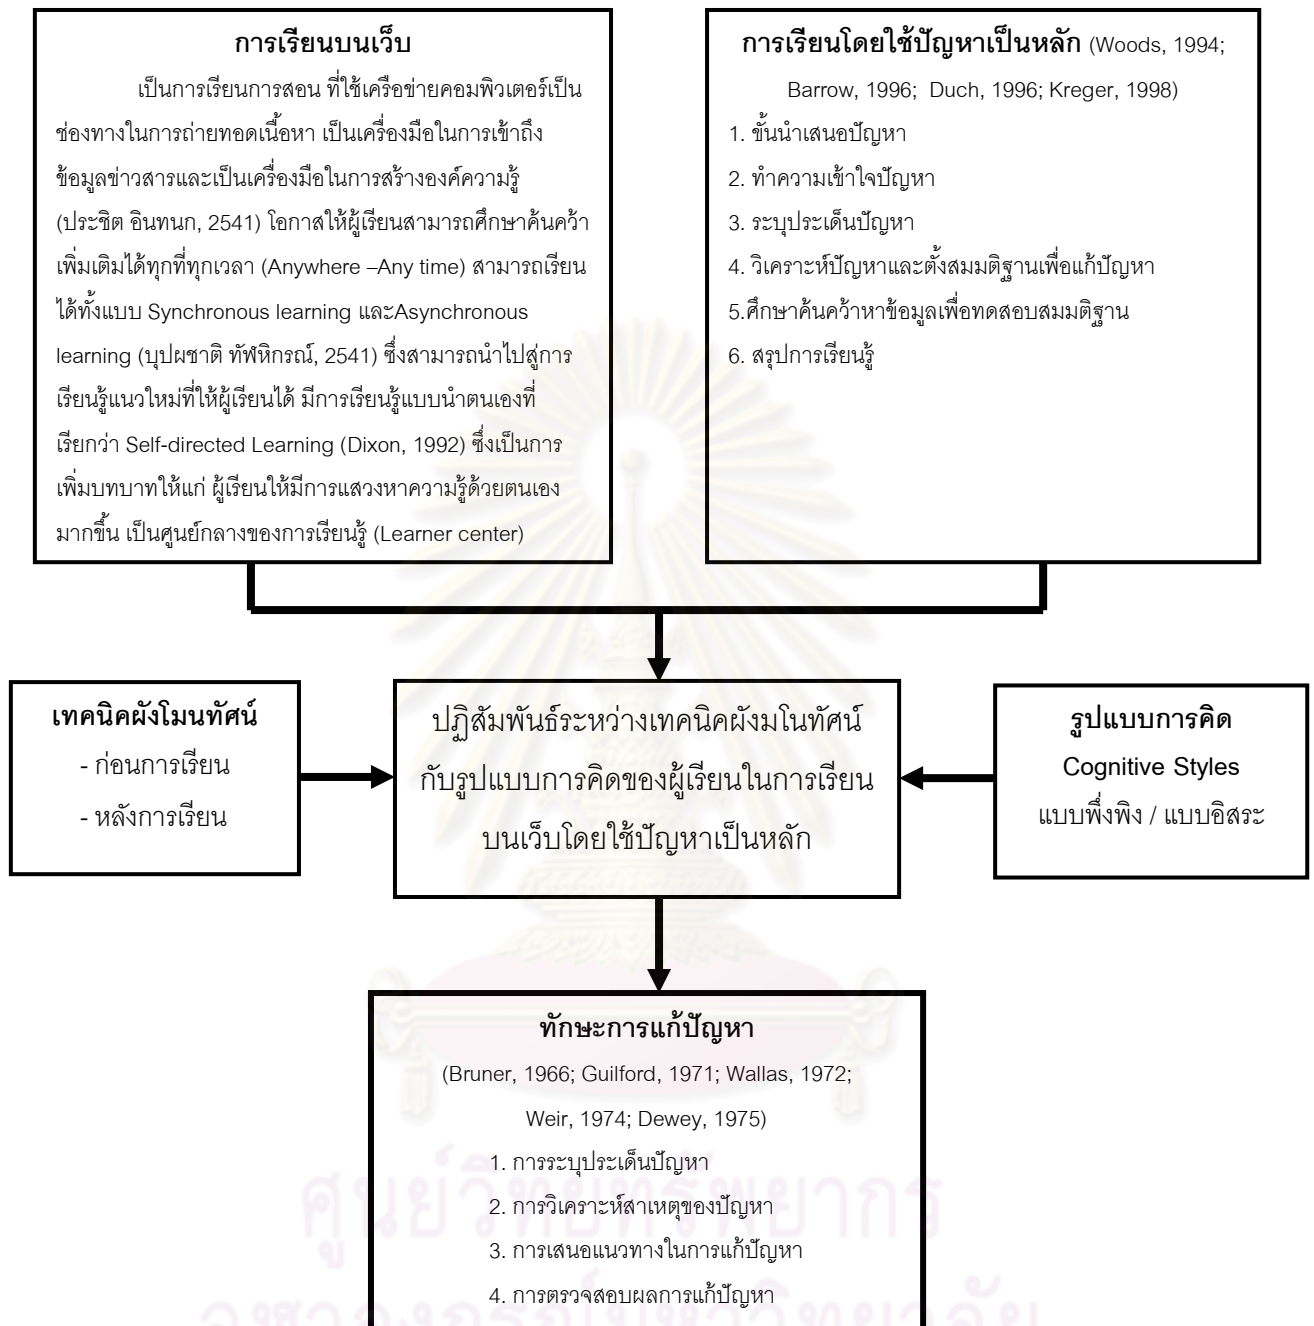 การเรียนบนเว็บ
เป็นการเรียนการสอน ที่ใช้เครือข่ายคอมพิวเตอร์เป็น
ช่องทางในการถ่ายทอดเนื้อหา เป็นเครื่องมือในการเข้าถึง
ข้อมูลข่าวสารและเป็นเครื่องมือในการสร้างองค์ความรู้
(ประชิต อินทนก, 2541) โอกาสให้ผู้เรียนสามารถศึกษาค้นคว้า
เพิ่มเติมได้ทุกที่ทุกเวลา (Anywhere –Any time) สามารถเรียน
ได้ทั้งแบบ Synchronous learning และAsynchronous
learning (บุปผชาติ ทัฬหิกรณ์, 2541) ซึ่งสามารถนำไปสู่การ
เรียนรู้แนวใหม่ที่ให้ผู้เรียนได้ มีการเรียนรู้แบบนำตนเองที่
เรียกว่า Self-directed Learning (Dixon, 1992) ซึ่งเป็นการ
เพิ่มบทบาทให้แก่ ผู้เรียนให้มีการแสวงหาความรู้ด้วยตนเอง
มากขึ้น เป็นศูนย์กลางของการเรียนรู้ (Learner center)
การเรียนโดยใช้ปัญหาเป็นหลัก (Woods, 1994;
Barrow, 1996;  Duch, 1996; Kreger, 1998)
1. ขั้นนำเสนอปัญหา
2. ทำความเข้าใจปัญหา
3. ระบุประเด็นปัญหา
4. วิเคราะห์ปัญหาและตั้งสมมติฐานเพื่อแก้ปัญหา
5.ศึกษาค้นคว้าหาข้อมูลเพื่อทดสอบสมมติฐาน
6. สรุปการเรียนรู้
เทคนิคผังโมนทัศน์
- ก่อนการเรียน
- หลังการเรียน
ปฏิสัมพันธ์ระหว่างเทคนิคผังมโนทัศน์
กับรูปแบบการคิดของผู้เรียนในการเรียน
บนเว็บโดยใช้ปัญหาเป็นหลัก
รูปแบบการคิด
Cognitive Styles
แบบพึ่งพิง / แบบอิสระ
ทักษะการแก้ปัญหา
(Bruner, 1966; Guilford, 1971; Wallas, 1972;
Weir, 1974; Dewey, 1975)
1. การระบุประเด็นปัญหา
2. การวิเคราะห์สาเหตุของปัญหา
3. การเสนอแนวทางในการแก้ปัญหา
4. การตรวจสอบผลการแก้ปัญหา
ศูนย์วิทยทรัพยากร
จุฬาลงกรณ์มหาวิทยาลัย